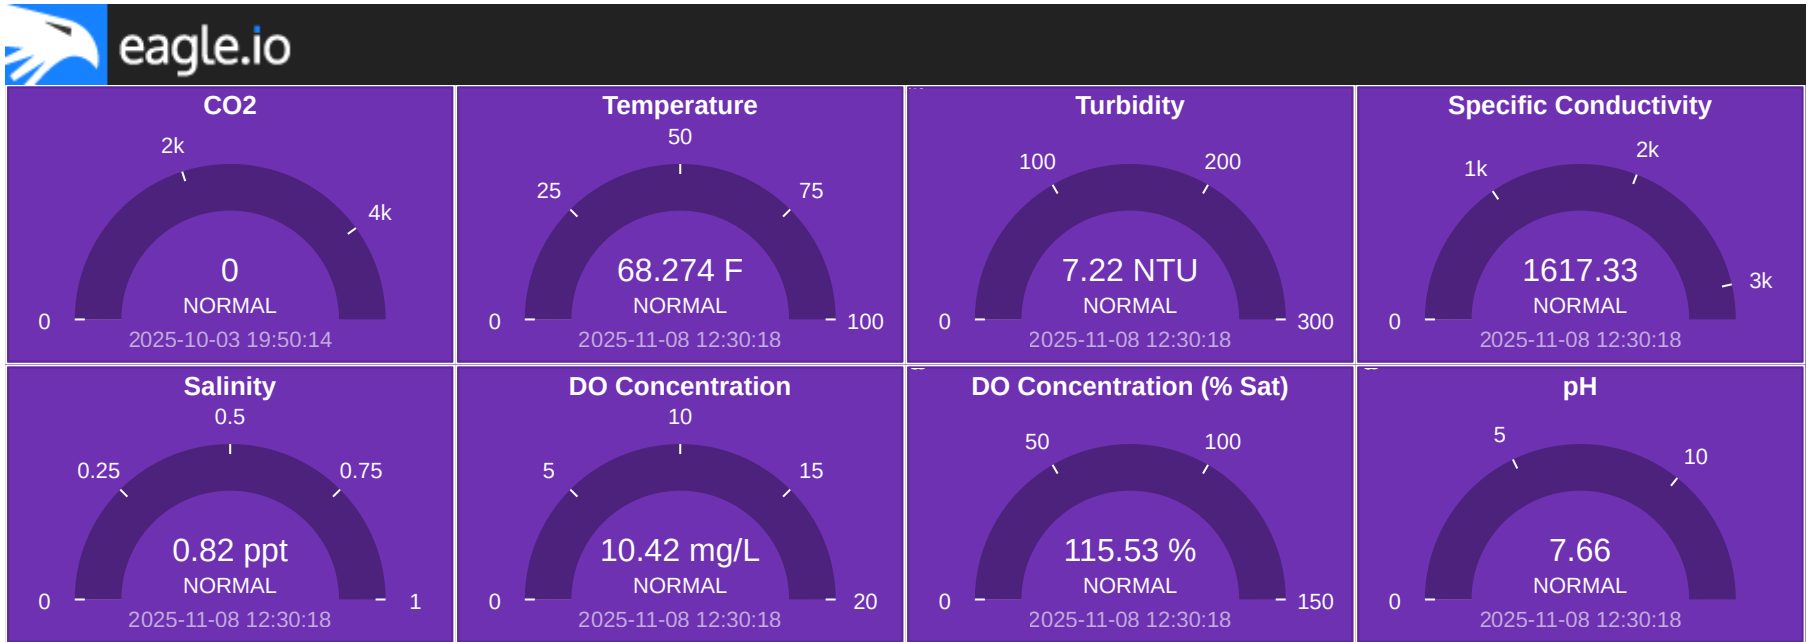 eagle.io
CO2
2k
4k
0
0
NORMAL
2025-10-03 19:50:14
Temperature
50
25
75
68.274 F
NORMAL
0
100
2025-11-08 12:30:18
Turbidity
100
200
7.22 NTU
NORMAL
0
300
2025-11-08 12:30:18
Specific Conductivity
2k
1k
1617.33
3k
NORMAL
0
2025-11-08 12:30:18
Salinity
0.5
0.25
0.75
0.82 ppt
NORMAL
0
1
2025-11-08 12:30:18
DO Concentration
10
5
15
10.42 mg/L
NORMAL
0
20
2025-11-08 12:30:18
DO Concentration (% Sat)
50
100
115.53 %
NORMAL
0
150
2025-11-08 12:30:18
pH
5
10
7.66
NORMAL
0
2025-11-08 12:30:18